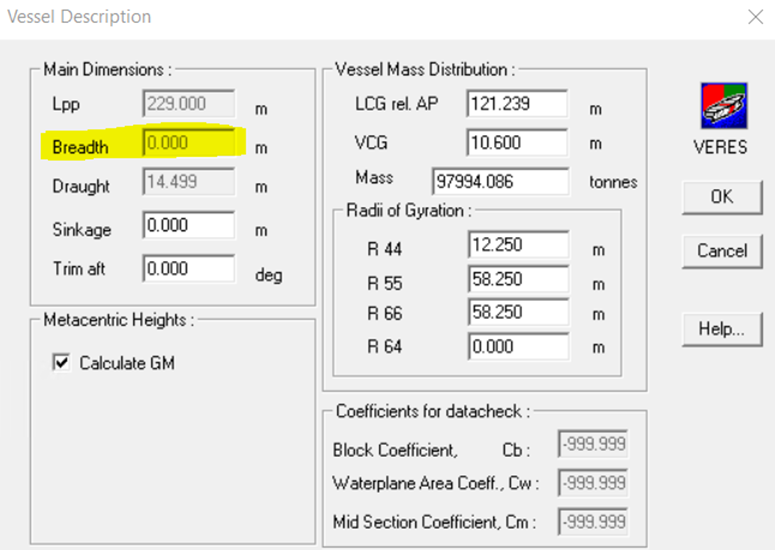 Vessel Description
Main Dimensions :
Lpp 229.000 m
Breadth 0.000 m
Draught 14.499 m
Sinkage 0.000 m
Trim aft 0.000 deg
Metacentric Heights :
Calculate GM
Vessel Mass Distribution :
LCG rel. AP 121.239 m
VCG 10.600 m
Mass 97994.086 tonnes
Radii of Gyration :
R 44 12.250 m
R 55 58.250 m
R 66 58.250 m
R 64 0.000 m
Coefficients for datacheck :
Block Coefficient, Cb : -999.999
Waterplane Area Coeff., Cw : -999.999
Mid Section Coefficient, Cm : -999.999
VERES
OK
Cancel
Help...